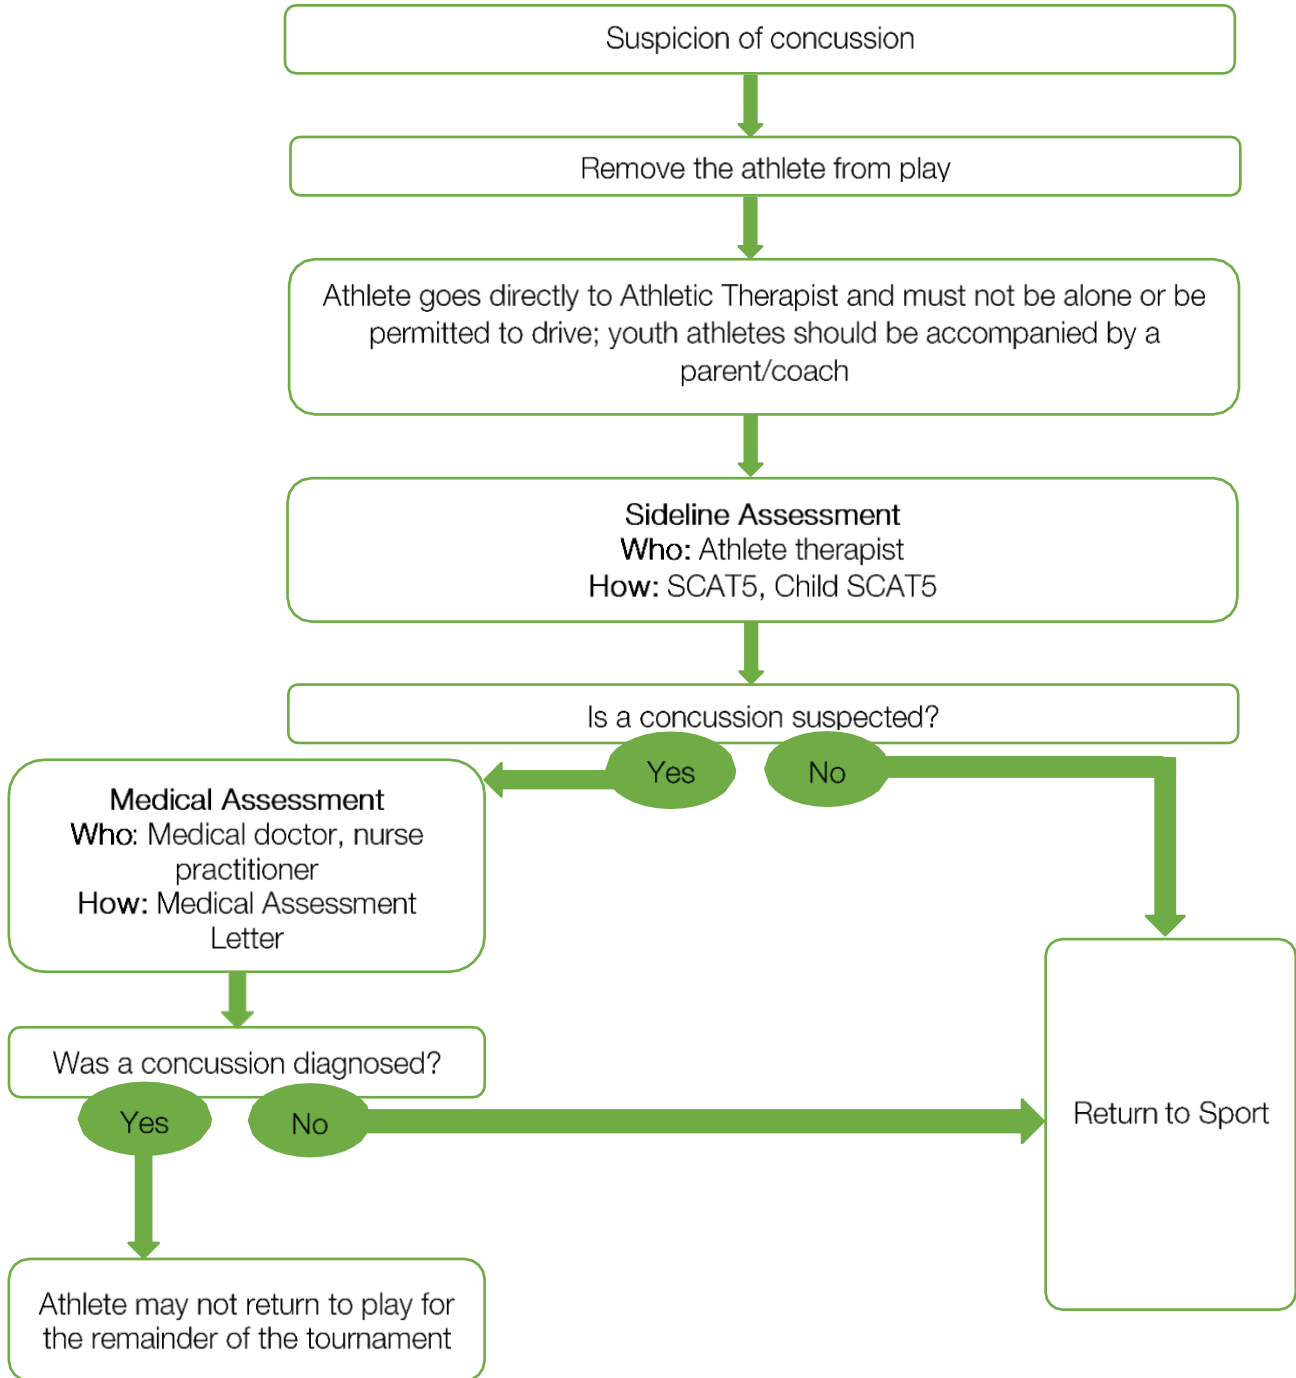 Suspicion of concussion
Remove the athlete from play
Athlete goes directly to Athletic Therapist and must not be alone or be
permitted to drive; youth athletes should be accompanied by a
parent/coach
Sideline Assessment
Who: Athlete therapist
How: SCAT5, Child SCAT5
Is a concussion suspected?
Yes
No
Medical Assessment
Who: Medical doctor, nurse
practitioner
How: Medical Assessment
Letter
Was a concussion diagnosed?
Yes
No
Return to Sport
Athlete may not return to play for
the remainder of the tournament